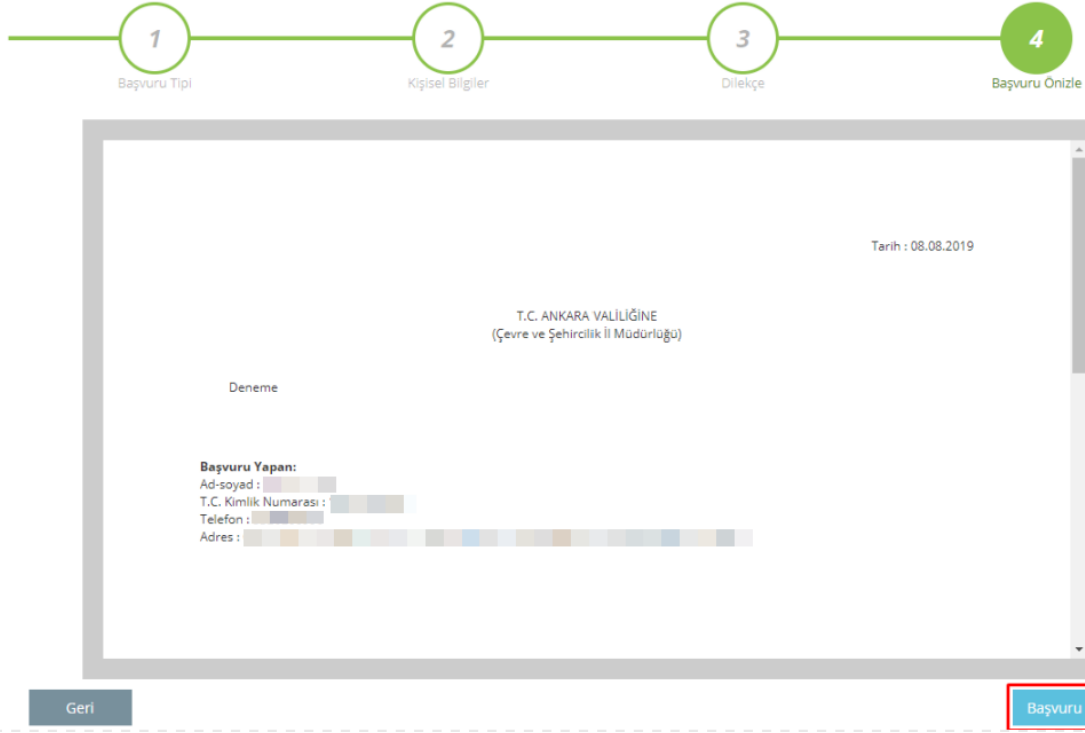 1 2 3 4
Başvuru Tipi Kişisel Bilgiler Dilekçe Başvuru Önizle
Tarih : 08.08.2019
T.C. ANKARA VALİLİĞİNE
(Çevre ve Şehircilik İl Müdürlüğü)
Deneme
Başvuru Yapan:
Ad-soyad :
T.C. Kimlik Numarası :
Telefon :
Adres :
Geri Başvuru